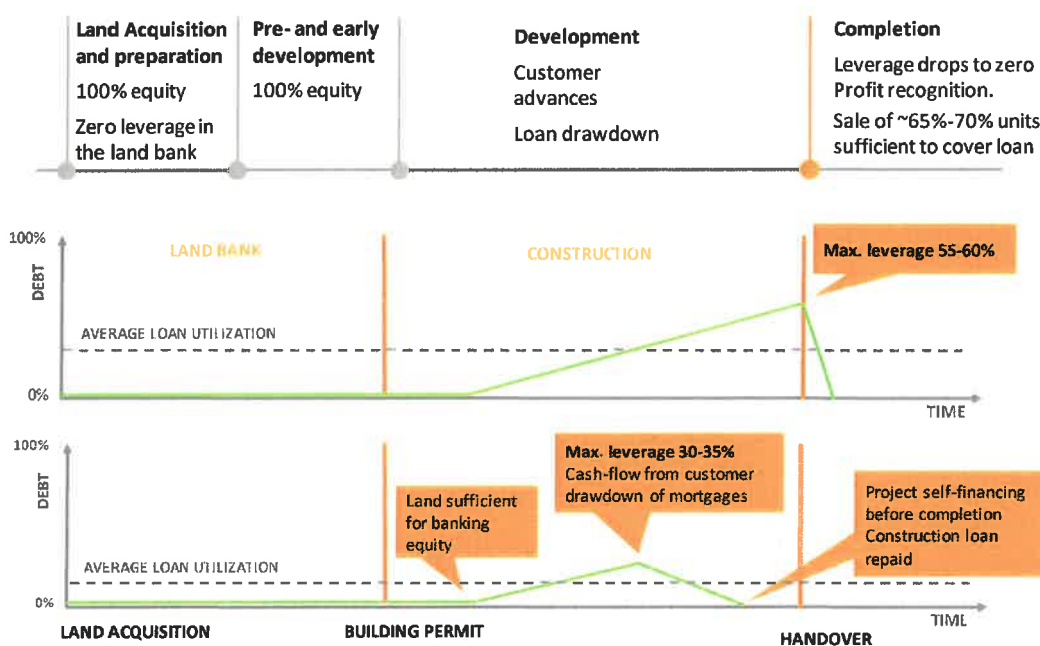 Land Acquisition
and preparation
100% equity
Zero leverage in
the land bank
Pre- and early
development
100% equity
Development
Customer
advances
Loan drawdown
Completion
Leverage drops to zero
Profit recognition.
Sale of ~65%-70% units
sufficient to cover loan
100%
LAND BANK
CONSTRUCTION
Max. leverage 55-60%
DEBT
AVERAGE LOAN UTILIZATION
0%
TIME
100%
DEBT
Max. leverage 30-35%
Cash-flow from customer
drawdown of mortgages
Land sufficient
for banking
equity
Project self-financing
before completion
Construction loan
repaid
AVERAGE LOAN UTILIZATION
0%
TIME
LAND ACQUISITION
BUILDING PERMIT
HANDOVER